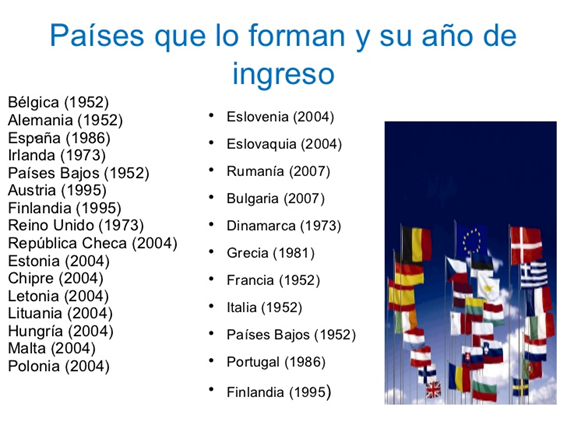 Países que lo forman y su año de
ingreso
Bélgica (1952)
Alemania (1952)
España (1986)
Irlanda (1973)
Países Bajos (1952)
Austria (1995)
Finlandia (1995)
Reino Unido (1973)
República Checa (2004)
Estonia (2004)
Chipre (2004)
Letonia (2004)
Lituania (2004)
Hungría (2004)
Malta (2004)
Polonia (2004)
• Eslovenia (2004)
• Eslovaquia (2004)
• Rumanía (2007)
• Bulgaria (2007)
• Dinamarca (1973)
• Grecia (1981)
• Francia (1952)
• Italia (1952)
• Países Bajos (1952)
• Portugal (1986)
• Finlandia (1995)